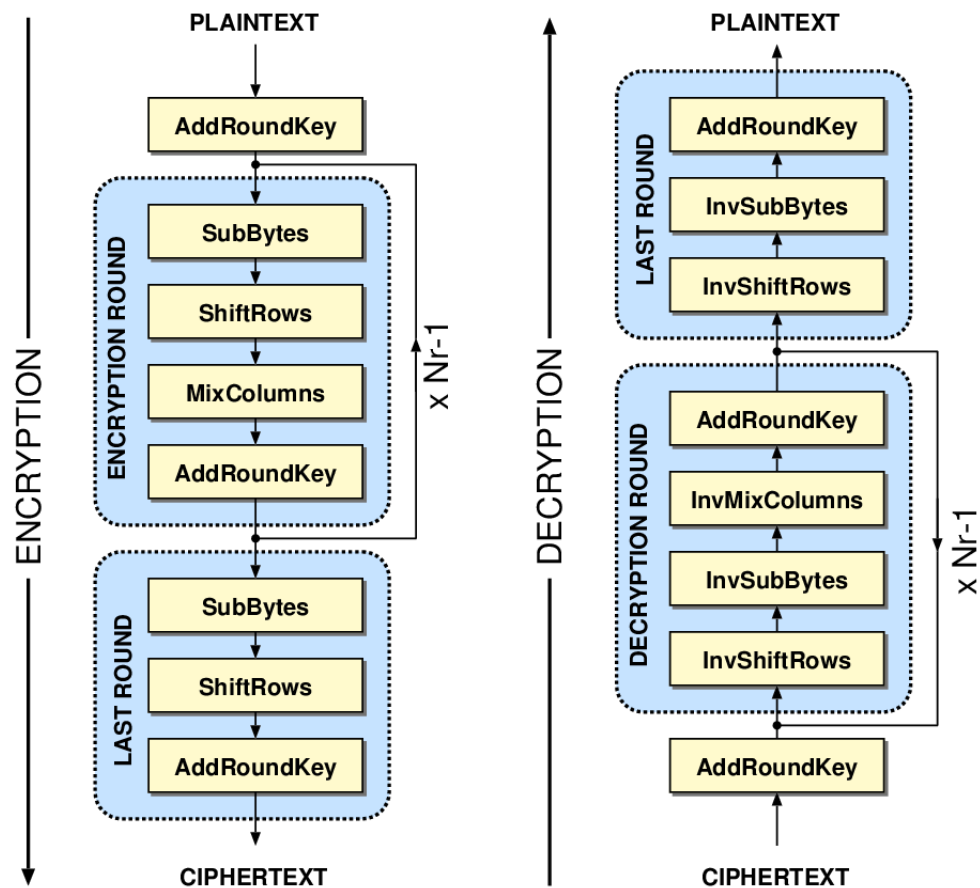 PLAINTEXT
AddRoundKey
SubBytes
ShiftRows
MixColumns
AddRoundKey
ENCRYPTION ROUND
x Nr-1
SubBytes
ShiftRows
AddRoundKey
LAST ROUND
CIPHERTEXT
ENCRYPTION
PLAINTEXT
AddRoundKey
InvSubBytes
InvShiftRows
LAST ROUND
AddRoundKey
InvMixColumns
InvSubBytes
InvShiftRows
DECRYPTION ROUND
x Nr-1
AddRoundKey
CIPHERTEXT
DECRYPTION